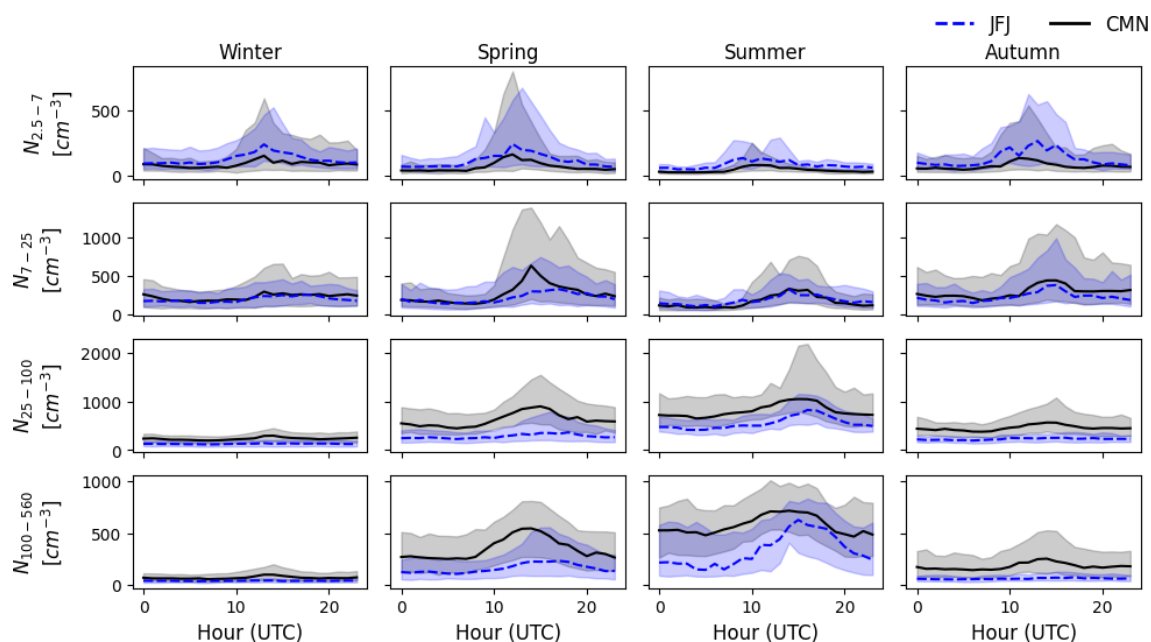 JFJ CMN
Winter Spring Summer Autumn
N2.5−7
[cm−3]
500
0
N7−25
[cm−3]
1000
500
0
N25−100
[cm−3]
2000
1000
0
N100−560
[cm−3]
1000
500
0
0 10 20 0 10 20 0 10 20 0 10 20
Hour (UTC) Hour (UTC) Hour (UTC) Hour (UTC)